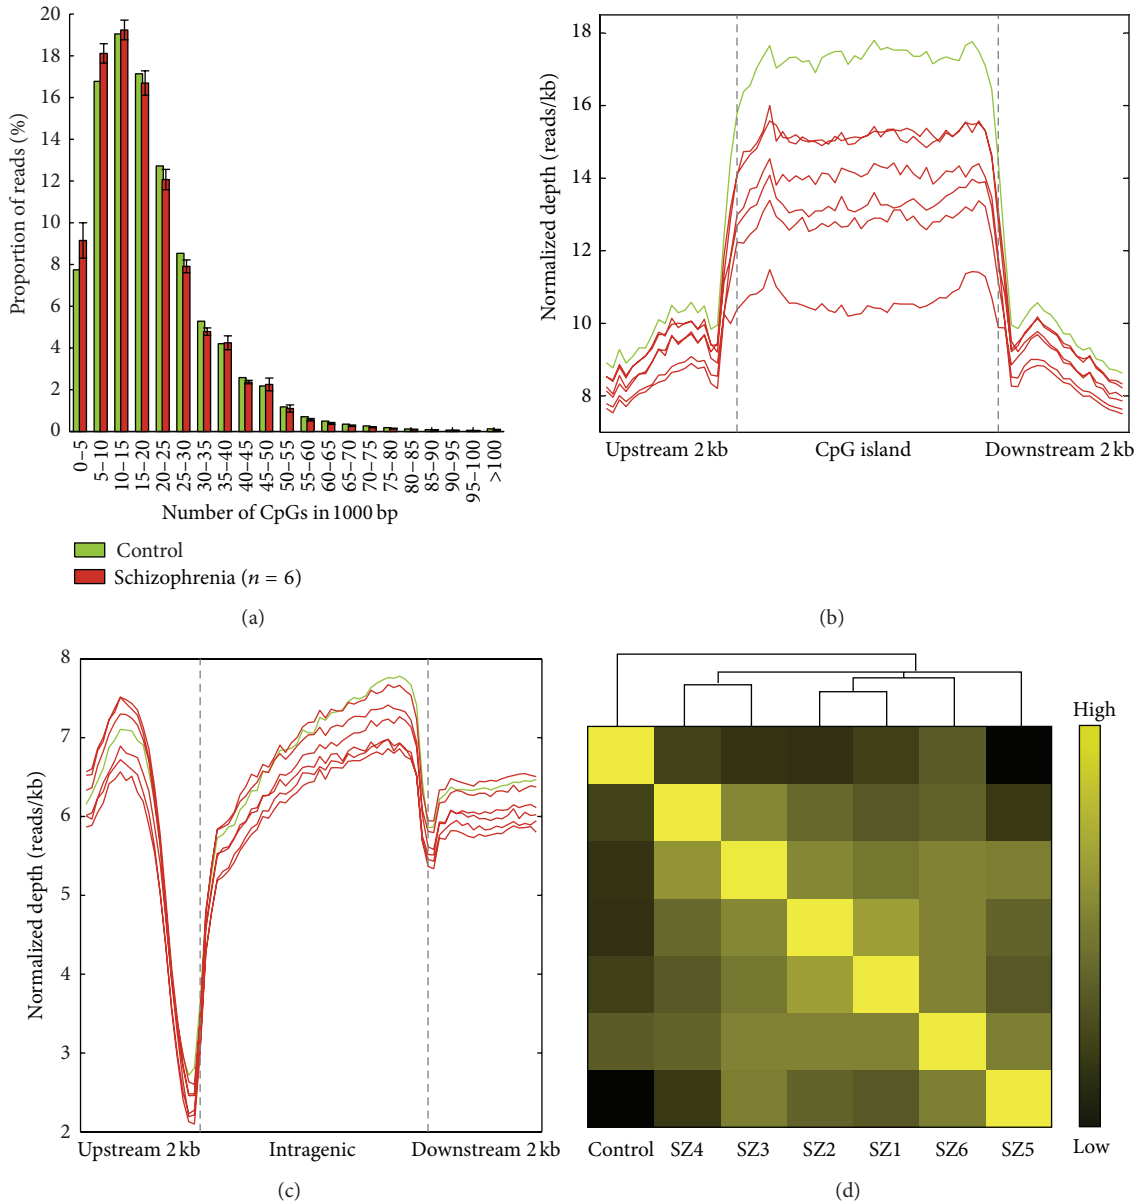 20
18
16
14
12
10
8
6
4
2
0
Proportion of reads (%)
0–5
5–10
10–15
15–20
20–25
25–30
30–35
35–40
40–45
45–50
50–55
55–60
60–65
65–70
70–75
75–80
80–85
85–90
90–95
95–100
>100
Number of CpGs in 1000 bp
Control
Schizophrenia (n = 6)
(a)
18
16
14
12
10
8
Normalized depth (reads/kb)
Upstream 2 kb
CpG island
Downstream 2 kb
(b)
8
7
6
5
4
3
2
Normalized depth (reads/kb)
Upstream 2 kb
Intragenic
Downstream 2 kb
(c)
High
Low
Control
SZ4
SZ3
SZ2
SZ1
SZ6
SZ5
(d)